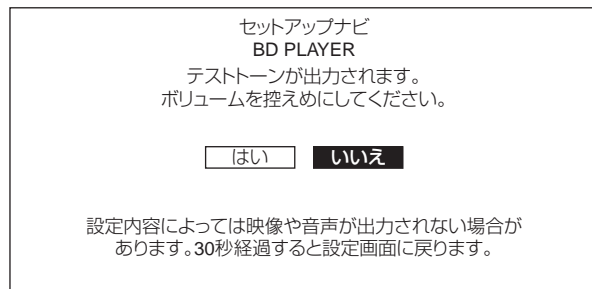 セットアップナビ
BD PLAYER
テストトーンが出力されます。
ボリュームを控えめにしてください。
はい いいえ
設定内容によっては映像や音声が出力されない場合が
あります。30秒経過すると設定画面に戻ります。